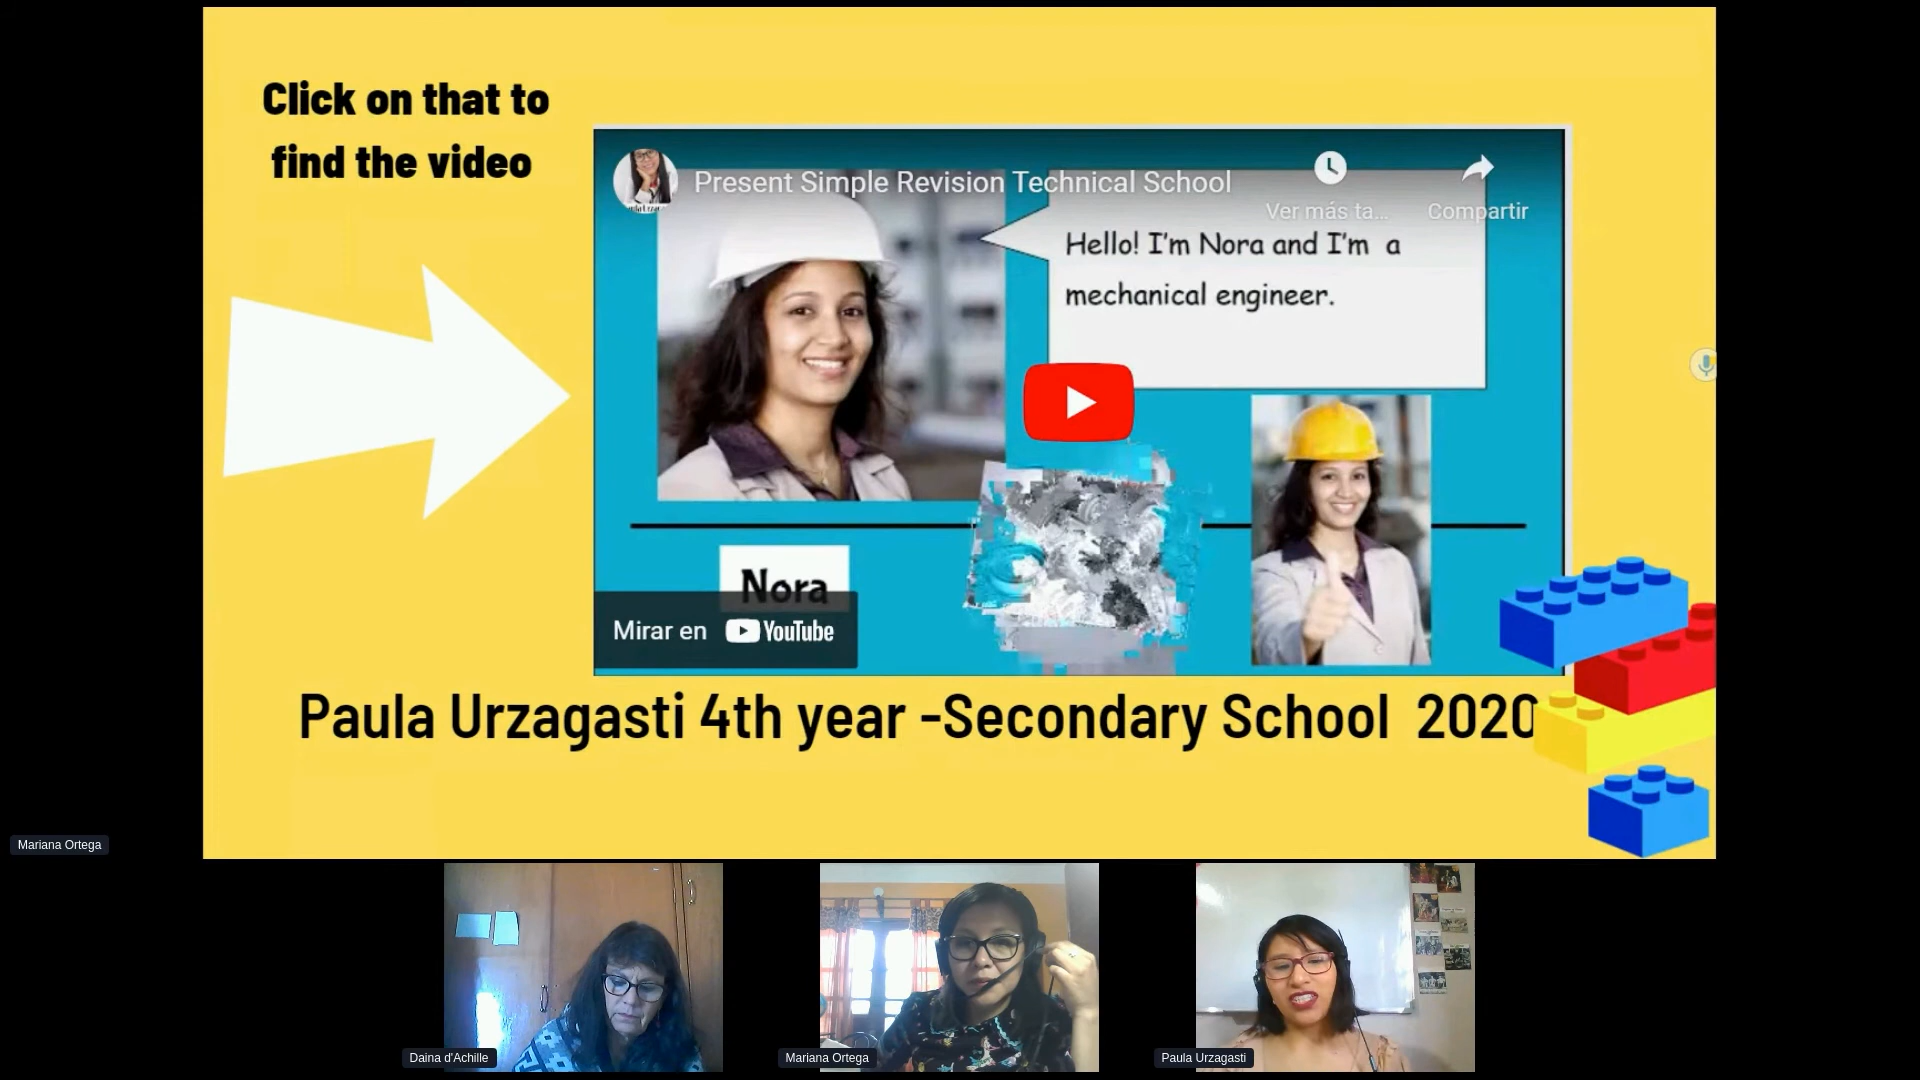 Click on that to
find the video
Present Simple Revision Technical School
Ver más ta...
Compartir
Hello! I'm Nora and I'm a
mechanical engineer.
Nora
Mirar en YouTube
Paula Urzagasti 4th year -Secondary School 2020
Mariana Ortega
Daina d'Achille
Mariana Ortega
Paula Urzagasti